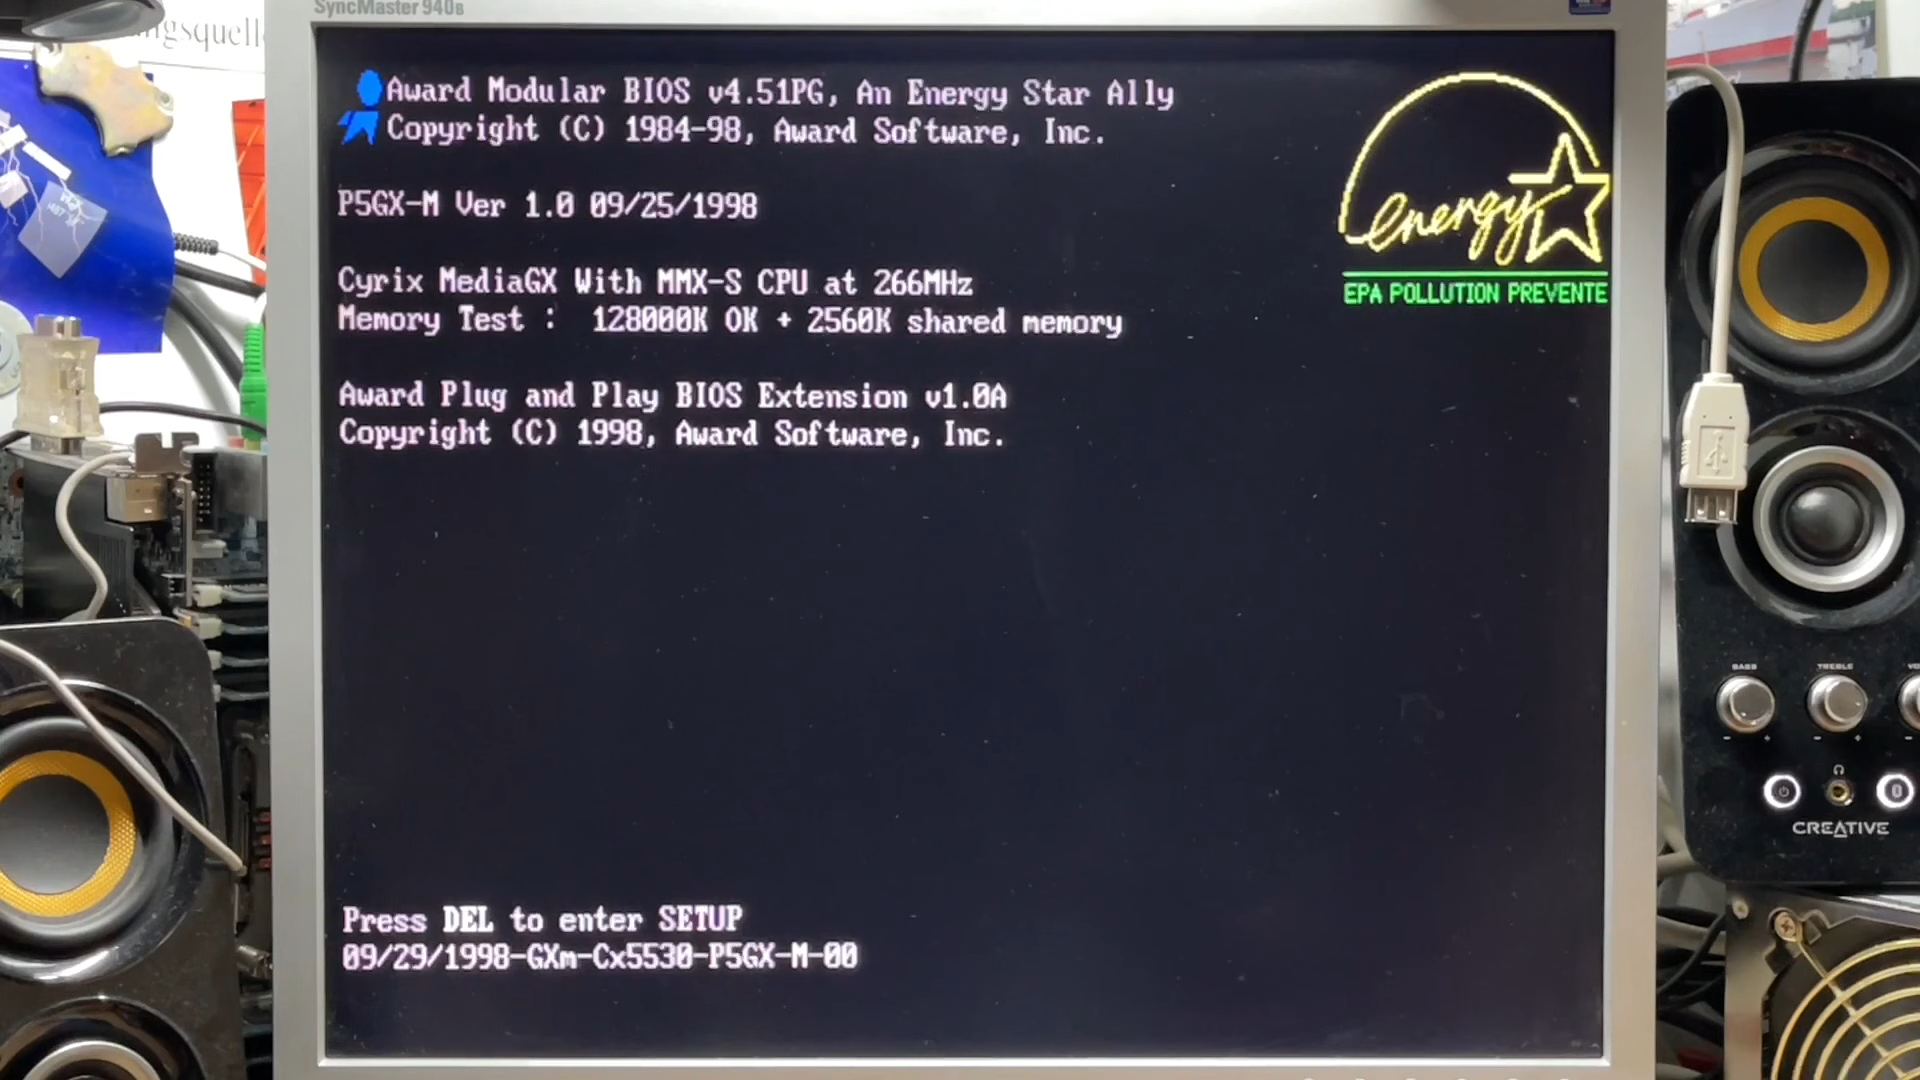 SyncMaster 940B
ngsquell
Award Modular BIOS v4.51PG, An Energy Star Ally
Copyright (C) 1984-98, Award Software, Inc.
energy
EPA POLLUTION PREVENTE
P5GX-M Ver 1.0 09/25/1998
Cyrix MediaGX With MMX-S CPU at 266MHz
Memory Test : 128000K OK + 2560K shared memory
Award Plug and Play BIOS Extension v1.0A
Copyright (C) 1998, Award Software, Inc.
Press DEL to enter SETUP
09/29/1998-GXm-Cx5530-P5GX-M-00
BASS
TREBLE
- +
- +
CREATIVE